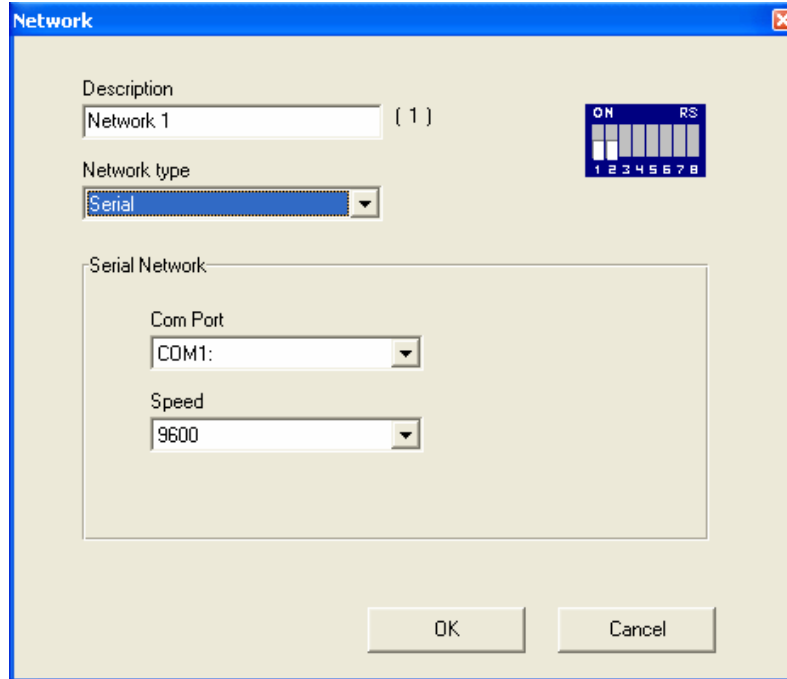 Network
Description
Network 1
( 1 )
ON RS
1 2 3 4 5 6 7 8
Network type
Serial
Serial Network
Com Port
COM1:
Speed
9600
OK
Cancel